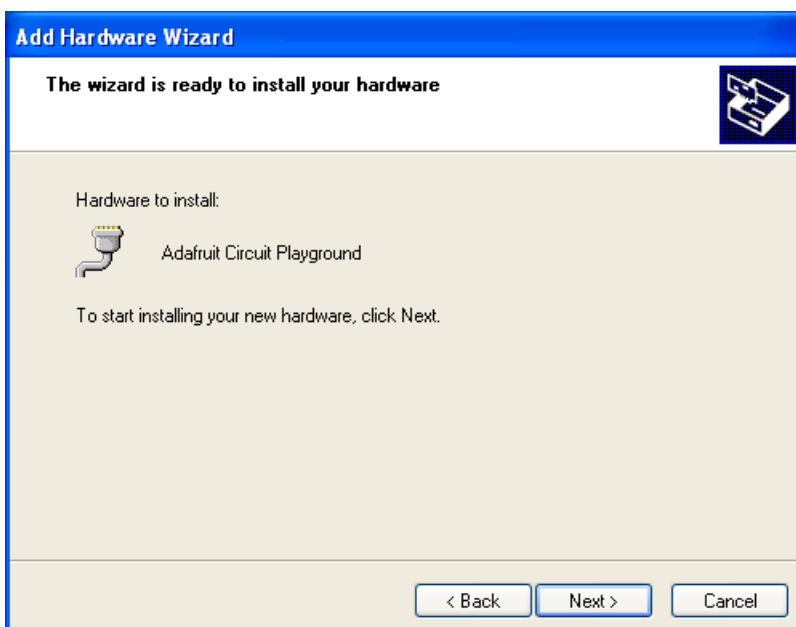 Add Hardware Wizard
The wizard is ready to install your hardware
Hardware to install:
Adafruit Circuit Playground
To start installing your new hardware, click Next.
< Back Next > Cancel